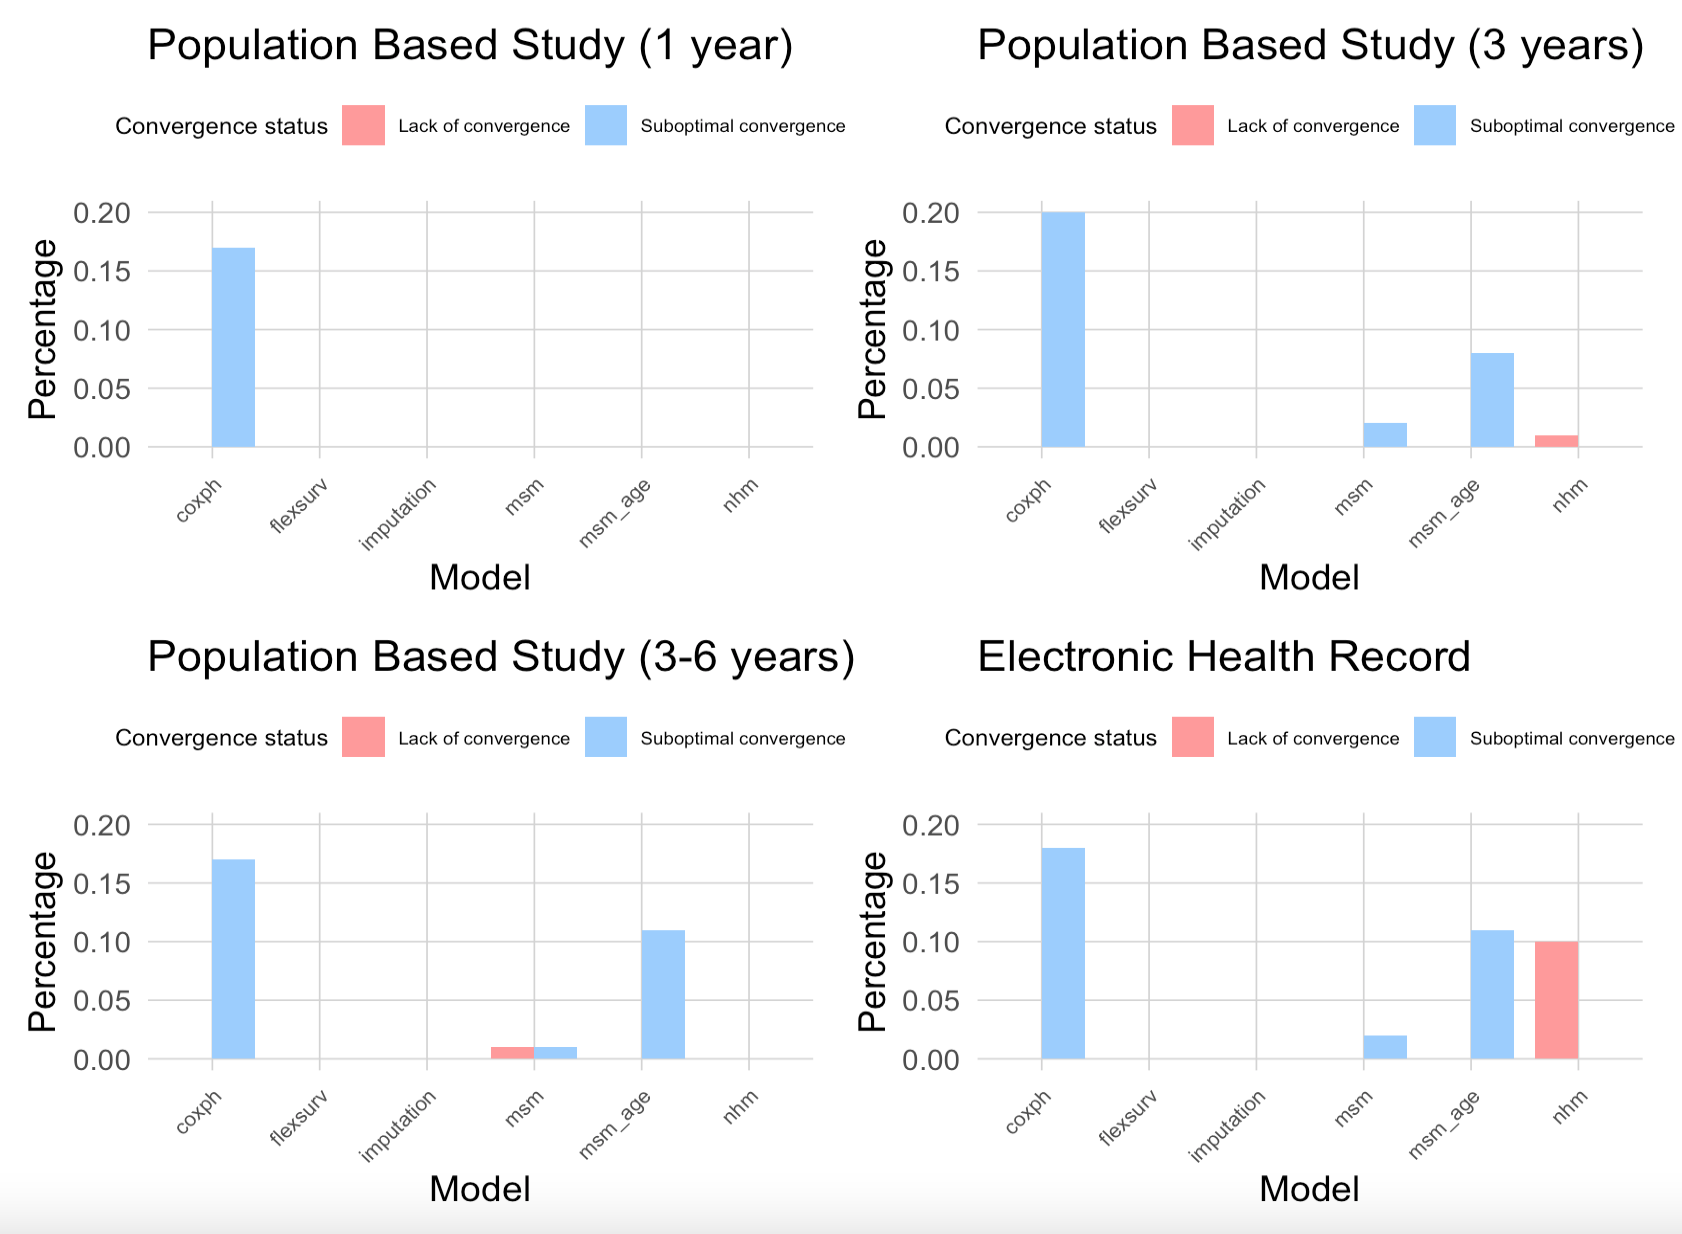 Population Based Study (1 year)
Convergence status Lack of convergence Suboptimal convergence
Percentage
0.20
0.15
0.10
0.05
0.00
coxph flexsurv imputation msm msm_age nhm
Model
Population Based Study (3 years)
Convergence status Lack of convergence Suboptimal convergence
Percentage
0.20
0.15
0.10
0.05
0.00
coxph flexsurv imputation msm msm_age nhm
Model
Population Based Study (3-6 years)
Convergence status Lack of convergence Suboptimal convergence
Percentage
0.20
0.15
0.10
0.05
0.00
coxph flexsurv imputation msm msm_age nhm
Model
Electronic Health Record
Convergence status Lack of convergence Suboptimal convergence
Percentage
0.20
0.15
0.10
0.05
0.00
coxph flexsurv imputation msm msm_age nhm
Model